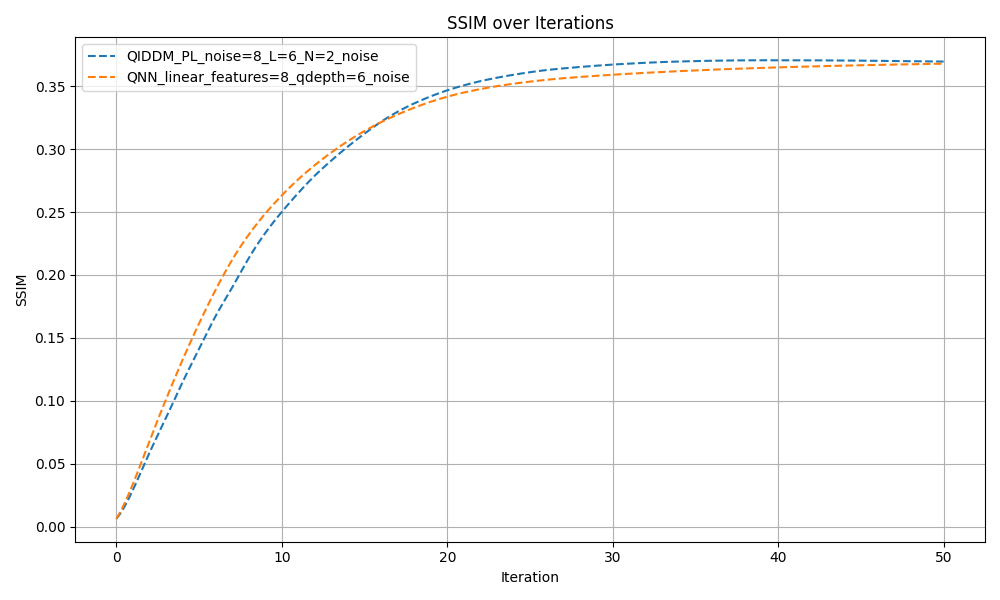 SSIM over Iterations
QIDDM_PL_noise=8_L=6_N=2_noise
QNN_linear_features=8_qdepth=6_noise
SSIM
0.35
0.30
0.25
0.20
0.15
0.10
0.05
0.00
0 10 20 30 40 50
Iteration